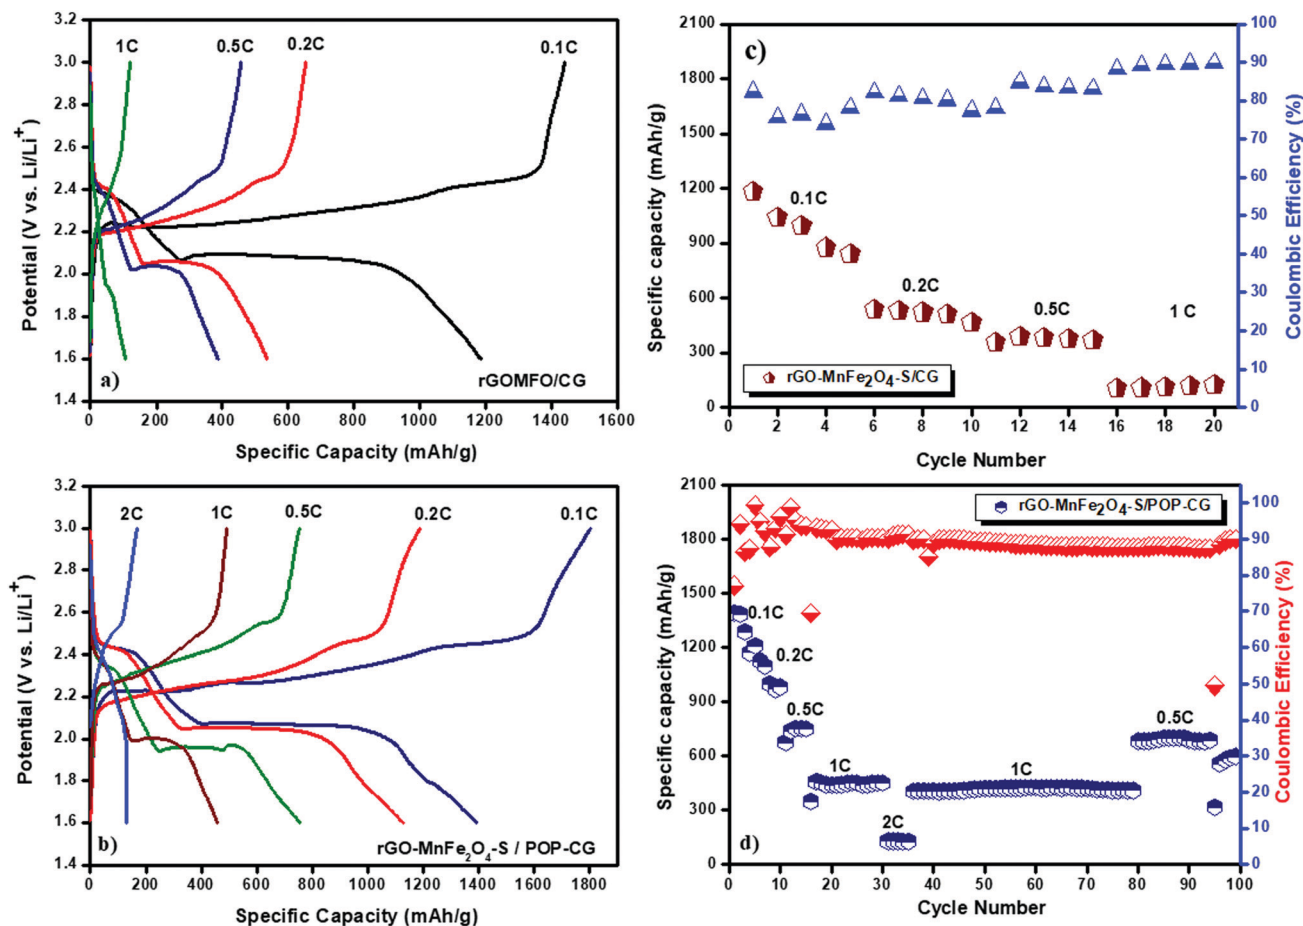 3.2
3.0
2.8
2.6
2.4
2.2
2.0
1.8
1.6
1.4
Potential (V vs. Li/Li⁺)
1C
0.5C
0.2C
0.1C
a)
rGOMFO/CG
0 200 400 600 800 1000 1200 1400 1600
Specific Capacity (mAh/g)
2100
1800
1500
1200
900
600
300
0
Specific capacity (mAh/g)
c)
0.1C
0.2C
0.5C
1 C
rGO-MnFe₂O₄-S/CG
100
90
80
70
60
50
40
30
20
10
0
Coulombic Efficiency (%)
2 4 6 8 10 12 14 16 18 20
Cycle Number
3.2
3.0
2.8
2.6
2.4
2.2
2.0
1.8
1.6
1.4
Potential (V vs. Li/Li⁺)
2C
1C
0.5C
0.2C
0.1C
b)
rGO-MnFe₂O₄-S / POP-CG
0 200 400 600 800 1000 1200 1400 1600 1800
Specific Capacity (mAh/g)
2100
1800
1500
1200
900
600
300
0
Specific capacity (mAh/g)
rGO-MnFe₂O₄-S/POP-CG
0.1C
0.2C
0.5C
1C
2C
1C
0.5C
d)
100
90
80
70
60
50
40
30
20
10
0
Coulombic Efficiency (%)
0 10 20 30 40 50 60 70 80 90 100
Cycle Number